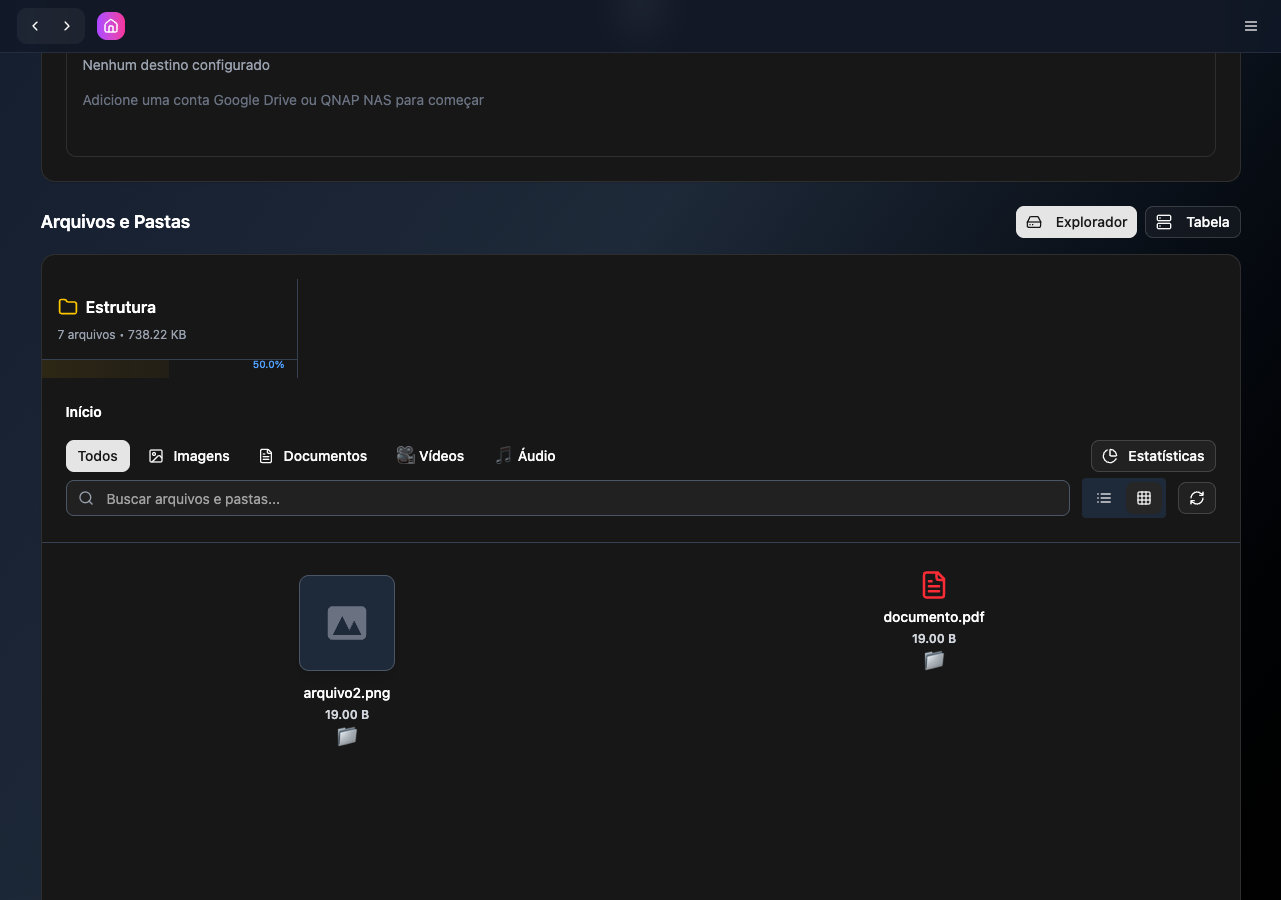 Nenhum destino configurado
Adicione uma conta Google Drive ou QNAP NAS para começar
Arquivos e Pastas
Explorador
Tabela
Estrutura
7 arquivos • 738.22 KB
50.0%
Início
Todos
Imagens
Documentos
Vídeos
Áudio
Estatísticas
Buscar arquivos e pastas...
arquivo2.png
19.00 B
documento.pdf
19.00 B